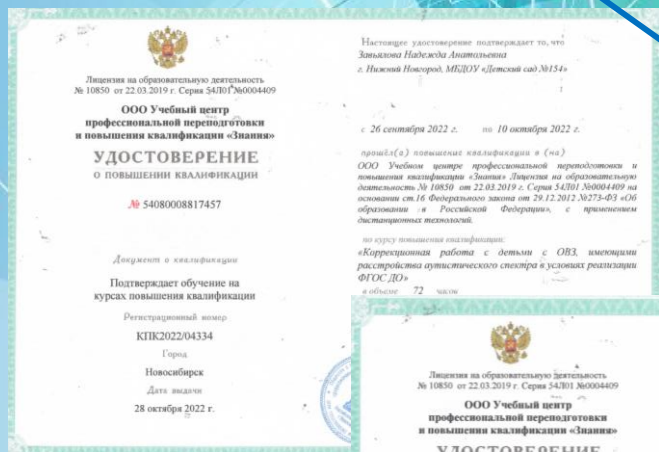 Лицензия на образовательную деятельность
№ 10850 от 22.03.2019 г. Серия 54Л01 №0004409
ООО Учебный центр
профессиональной переподготовки
и повышения квалификации «Знания»
УДОСТОВЕРЕНИЕ
О ПОВЫШЕНИИ КВАЛИФИКАЦИИ
№ 54080008817457
Документ о квалификации
Подтверждает обучение на
курсах повышения квалификации
Регистрационный номер
КПК2022/04334
Город
Новосибирск
Дата выдачи
28 октября 2022 г.
Настоящее удостоверение подтверждает то, что
Завьялова Надежда Анатольевна
г. Нижний Новгород, МБДОУ «Детский сад №154»
с 26 сентября 2022 г. по 10 октября 2022 г.
прошёл(а) повышение квалификации в (на)
ООО Учебном центре профессиональной переподготовки и
повышения квалификации «Знания» Лицензия на образовательную
деятельность № 10850 от 22.03.2019 г. Серия 54Л01 №0004409 на
основании ст.16 Федерального закона от 29.12.2012 №273-ФЗ «Об
образовании в Российской Федерации», с применением
дистанционных технологий.
по курсу повышения квалификации:
«Коррекционная работа с детьми с ОВЗ, имеющими
расстройства аутистического спектра в условиях реализации
ФГОС ДО»
в объеме 72 часов
Лицензия на образовательную деятельность
№ 10850 от 22.03.2019 г. Серия 54Л01 №0004409
ООО Учебный центр
профессиональной переподготовки
и повышения квалификации «Знания»
УДОСТОВЕРЕНИЕ